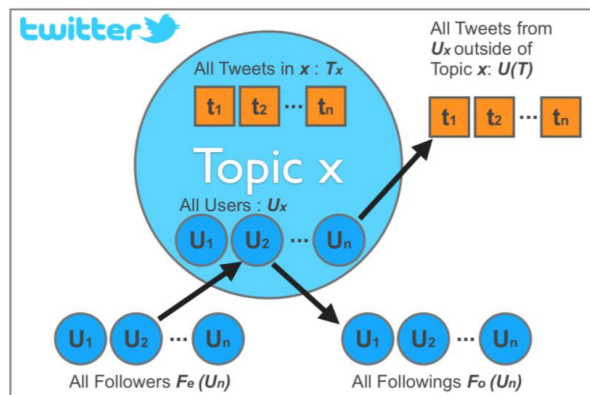 twitter
All Tweets from
Uₓ outside of
Topic x: U(T)
All Tweets in x : Tₓ
t₁ t₂ ··· tₙ
t₁ t₂ ··· tₙ
Topic x
All Users : Uₓ
U₁ U₂ ··· Uₙ
U₁ U₂ ··· Uₙ
U₁ U₂ ··· Uₙ
All Followers Fₑ (Uₙ)
All Followings Fₒ (Uₙ)